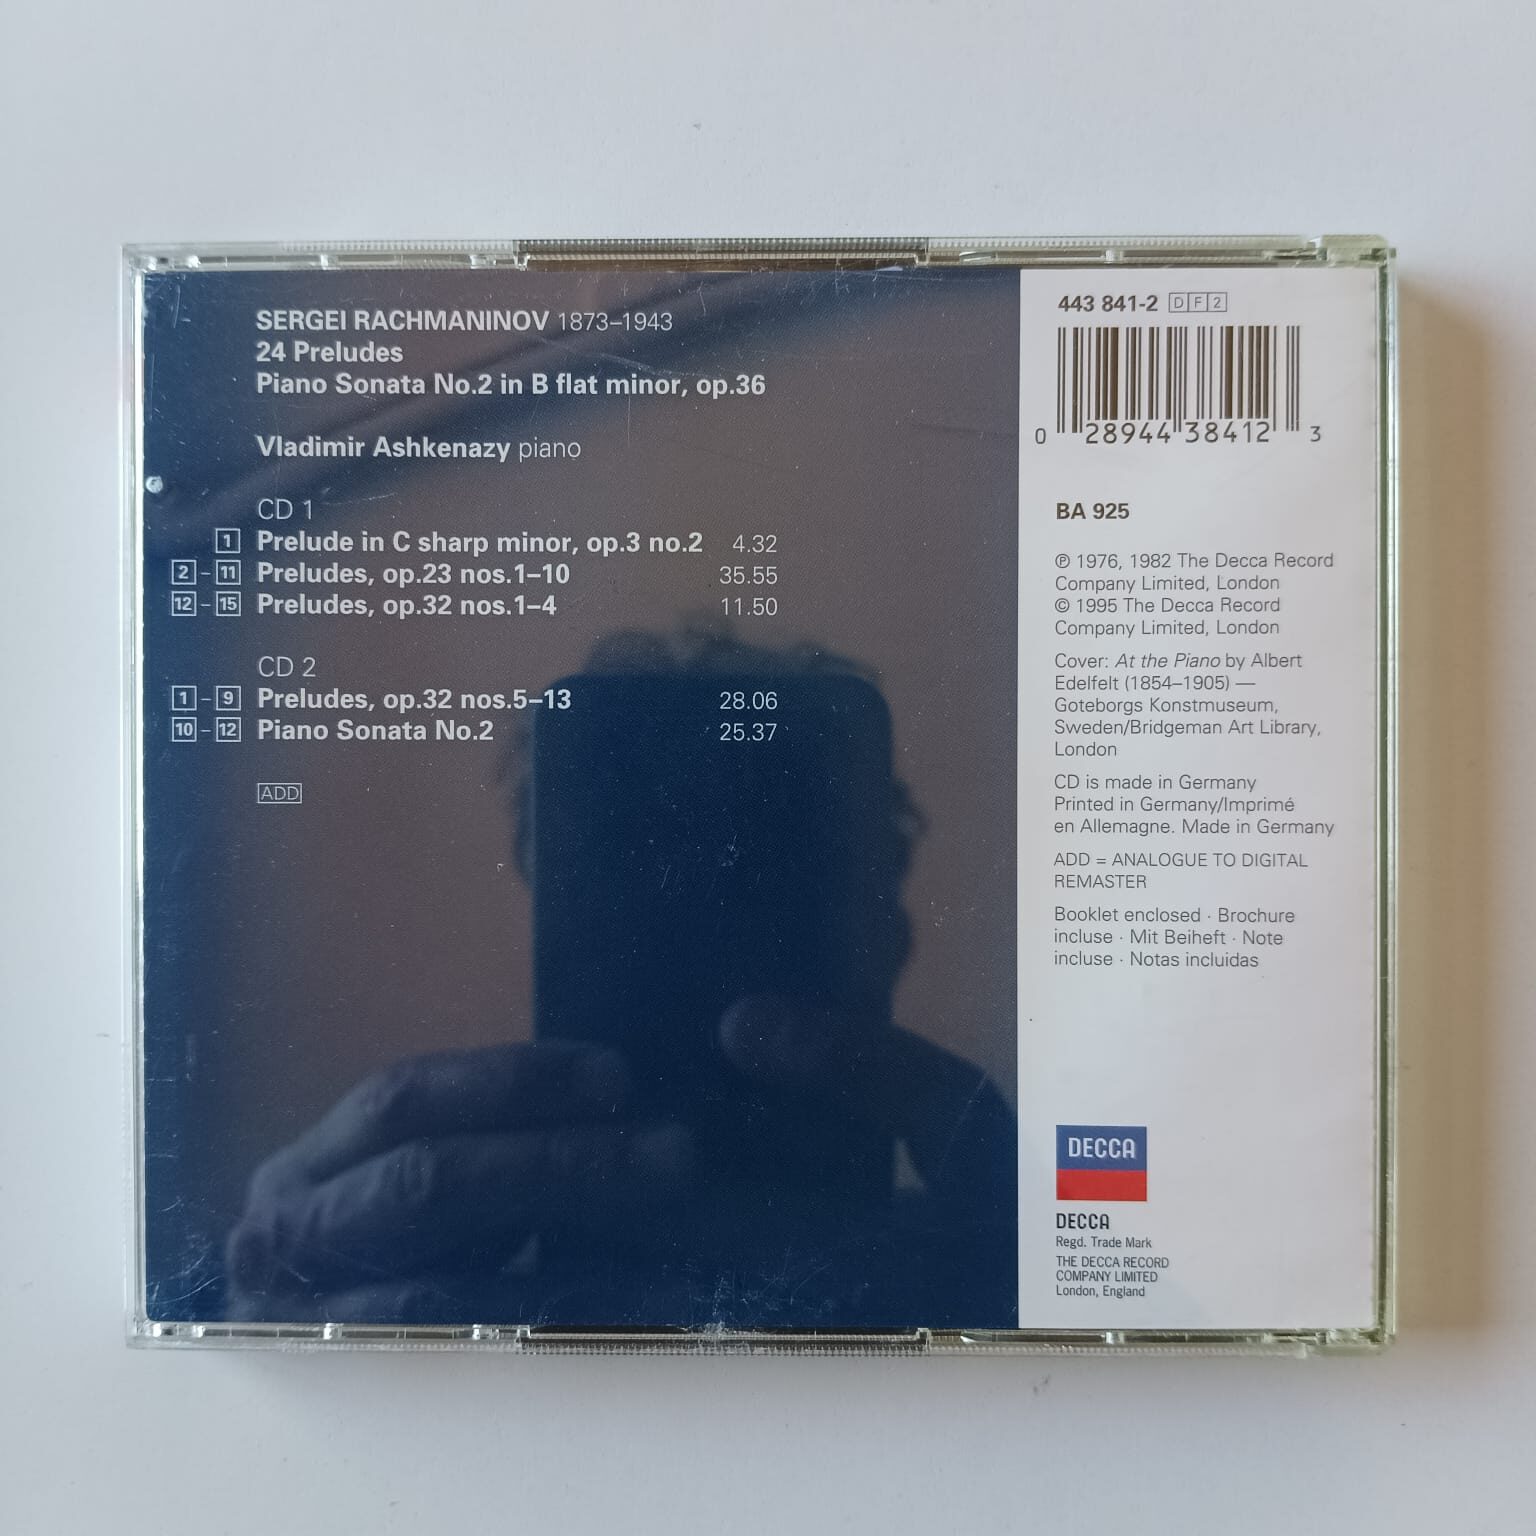 SERGEI RACHMANINOV 1873–1943
24 Preludes
Piano Sonata No.2 in B flat minor, op.36
Vladimir Ashkenazy piano
CD 1
1 Prelude in C sharp minor, op.3 no.2 4.32
2 – 11 Preludes, op.23 nos.1–10 35.55
12 – 15 Preludes, op.32 nos.1–4 11.50
CD 2
1 – 9 Preludes, op.32 nos.5–13 28.06
10 – 12 Piano Sonata No.2 25.37
ADD
443 841-2 D F 2
0 28944 38412 3
BA 925
℗ 1976, 1982 The Decca Record
Company Limited, London
© 1995 The Decca Record
Company Limited, London
Cover: At the Piano by Albert
Edelfelt (1854–1905) —
Goteborgs Konstmuseum,
Sweden/Bridgeman Art Library,
London
CD is made in Germany
Printed in Germany/Imprimé
en Allemagne. Made in Germany
ADD = ANALOGUE TO DIGITAL
REMASTER
Booklet enclosed · Brochure
incluse · Mit Beiheft · Note
incluse · Notas incluidas
DECCA
DECCA
Regd. Trade Mark
THE DECCA RECORD
COMPANY LIMITED
London, England